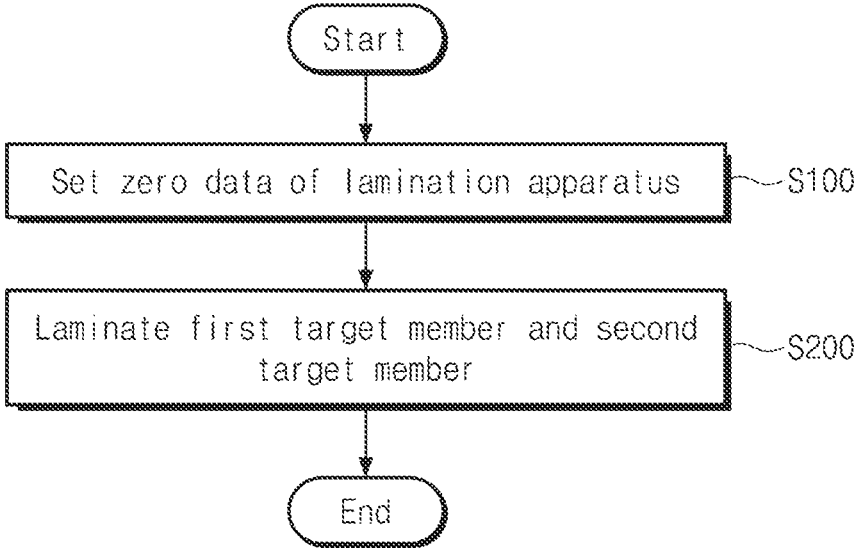 Start
Set zero data of lamination apparatus
S100
Laminate first target member and second
target member
S200
End